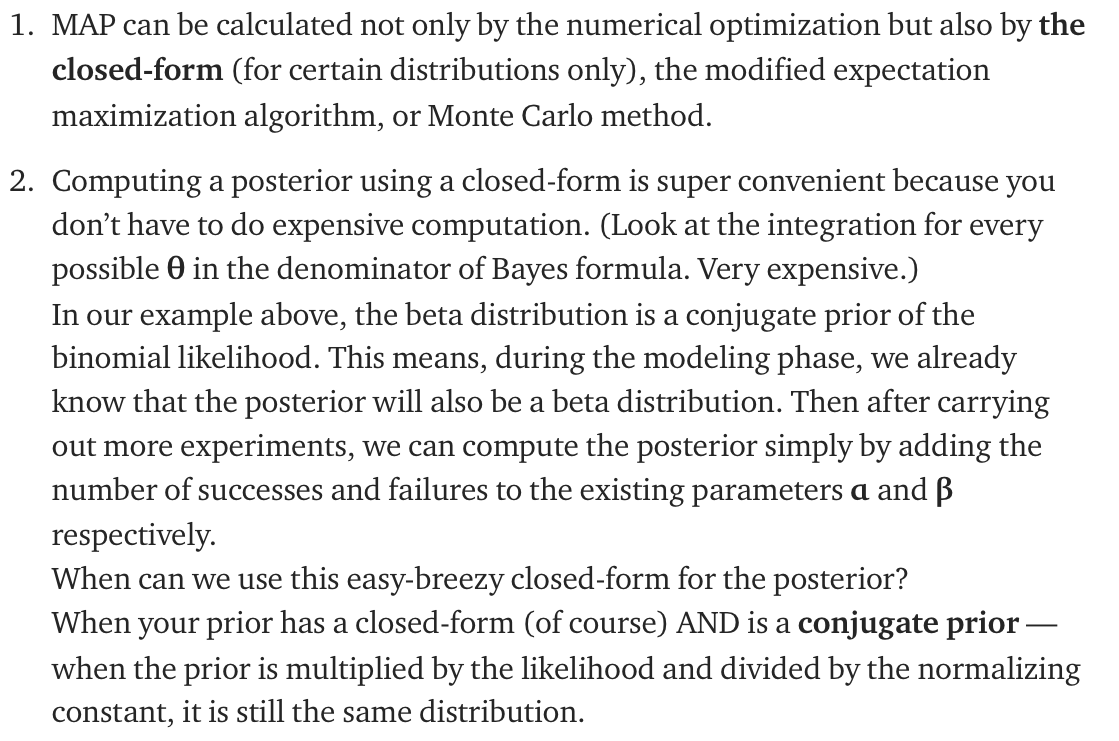 1. MAP can be calculated not only by the numerical optimization but also by the
closed-form (for certain distributions only), the modified expectation
maximization algorithm, or Monte Carlo method.
2. Computing a posterior using a closed-form is super convenient because you
don’t have to do expensive computation. (Look at the integration for every
possible θ in the denominator of Bayes formula. Very expensive.)
In our example above, the beta distribution is a conjugate prior of the
binomial likelihood. This means, during the modeling phase, we already
know that the posterior will also be a beta distribution. Then after carrying
out more experiments, we can compute the posterior simply by adding the
number of successes and failures to the existing parameters α and β
respectively.
When can we use this easy-breezy closed-form for the posterior?
When your prior has a closed-form (of course) AND is a conjugate prior —
when the prior is multiplied by the likelihood and divided by the normalizing
constant, it is still the same distribution.